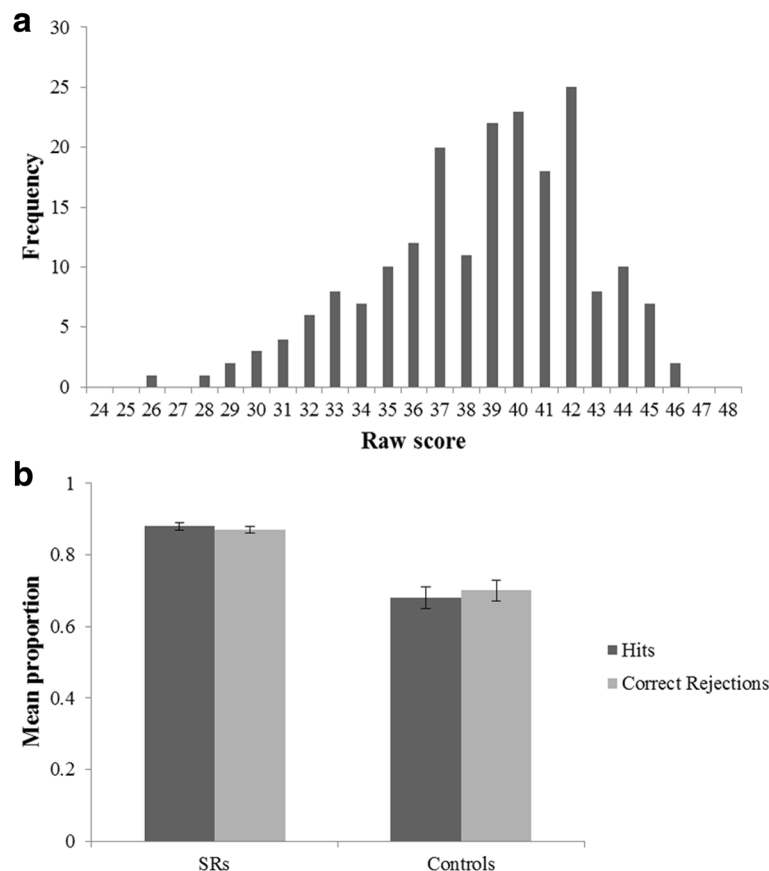 a
30
25
20
15
10
5
0
Frequency
24 25 26 27 28 29 30 31 32 33 34 35 36 37 38 39 40 41 42 43 44 45 46 47 48
Raw score
b
1
0.8
0.6
0.4
0.2
0
Mean proportion
SRs Controls
Hits
Correct Rejections